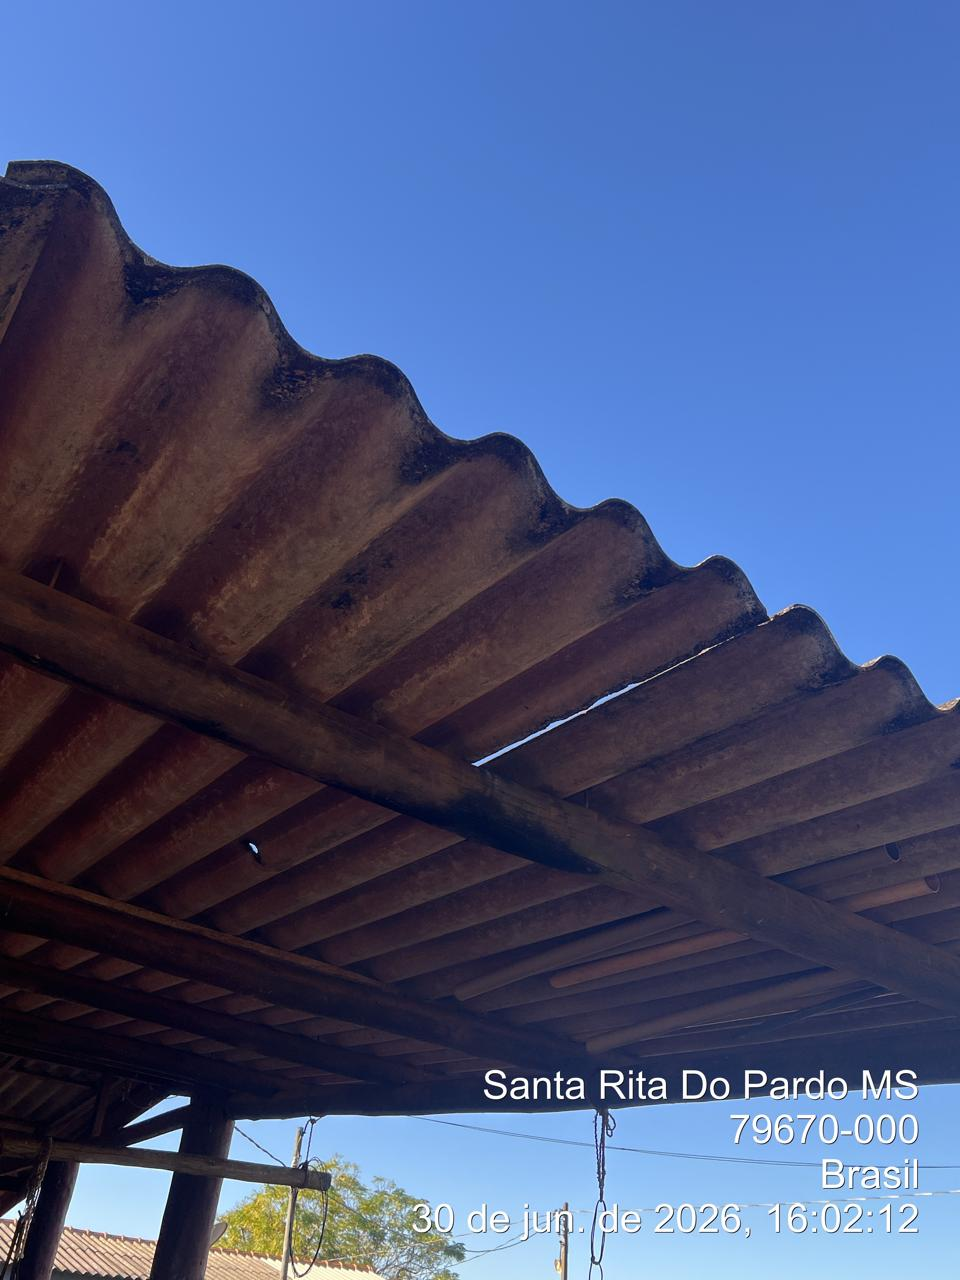 Santa Rita Do Pardo MS
79670-000
Brasil
30 de jun. de 2026, 16:02:12